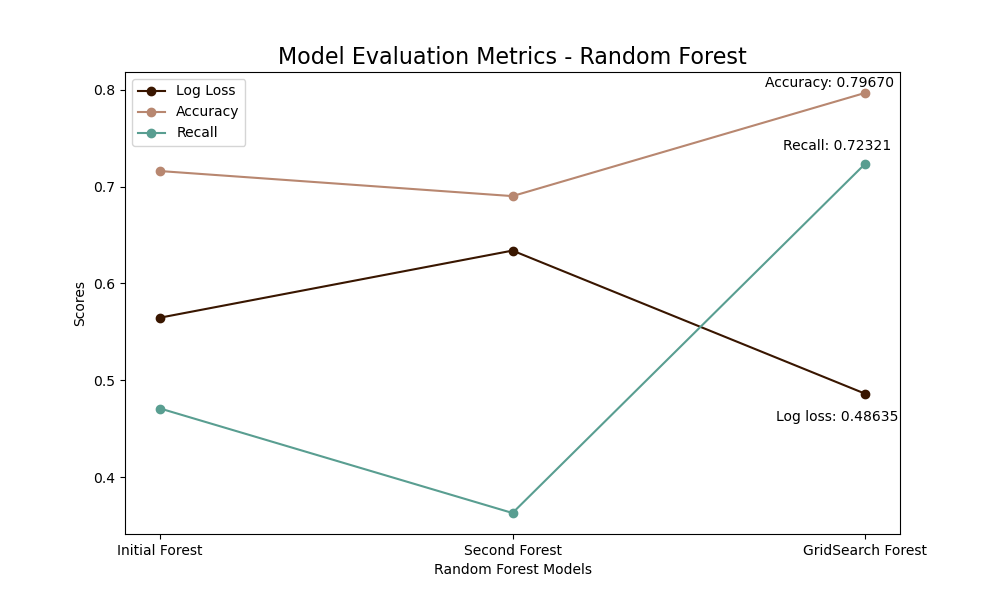 Model Evaluation Metrics - Random Forest
Log Loss
Accuracy
Recall
Accuracy: 0.79670
Recall: 0.72321
Log loss: 0.48635
0.8
0.7
0.6
0.5
0.4
Scores
Initial Forest
Second Forest
GridSearch Forest
Random Forest Models